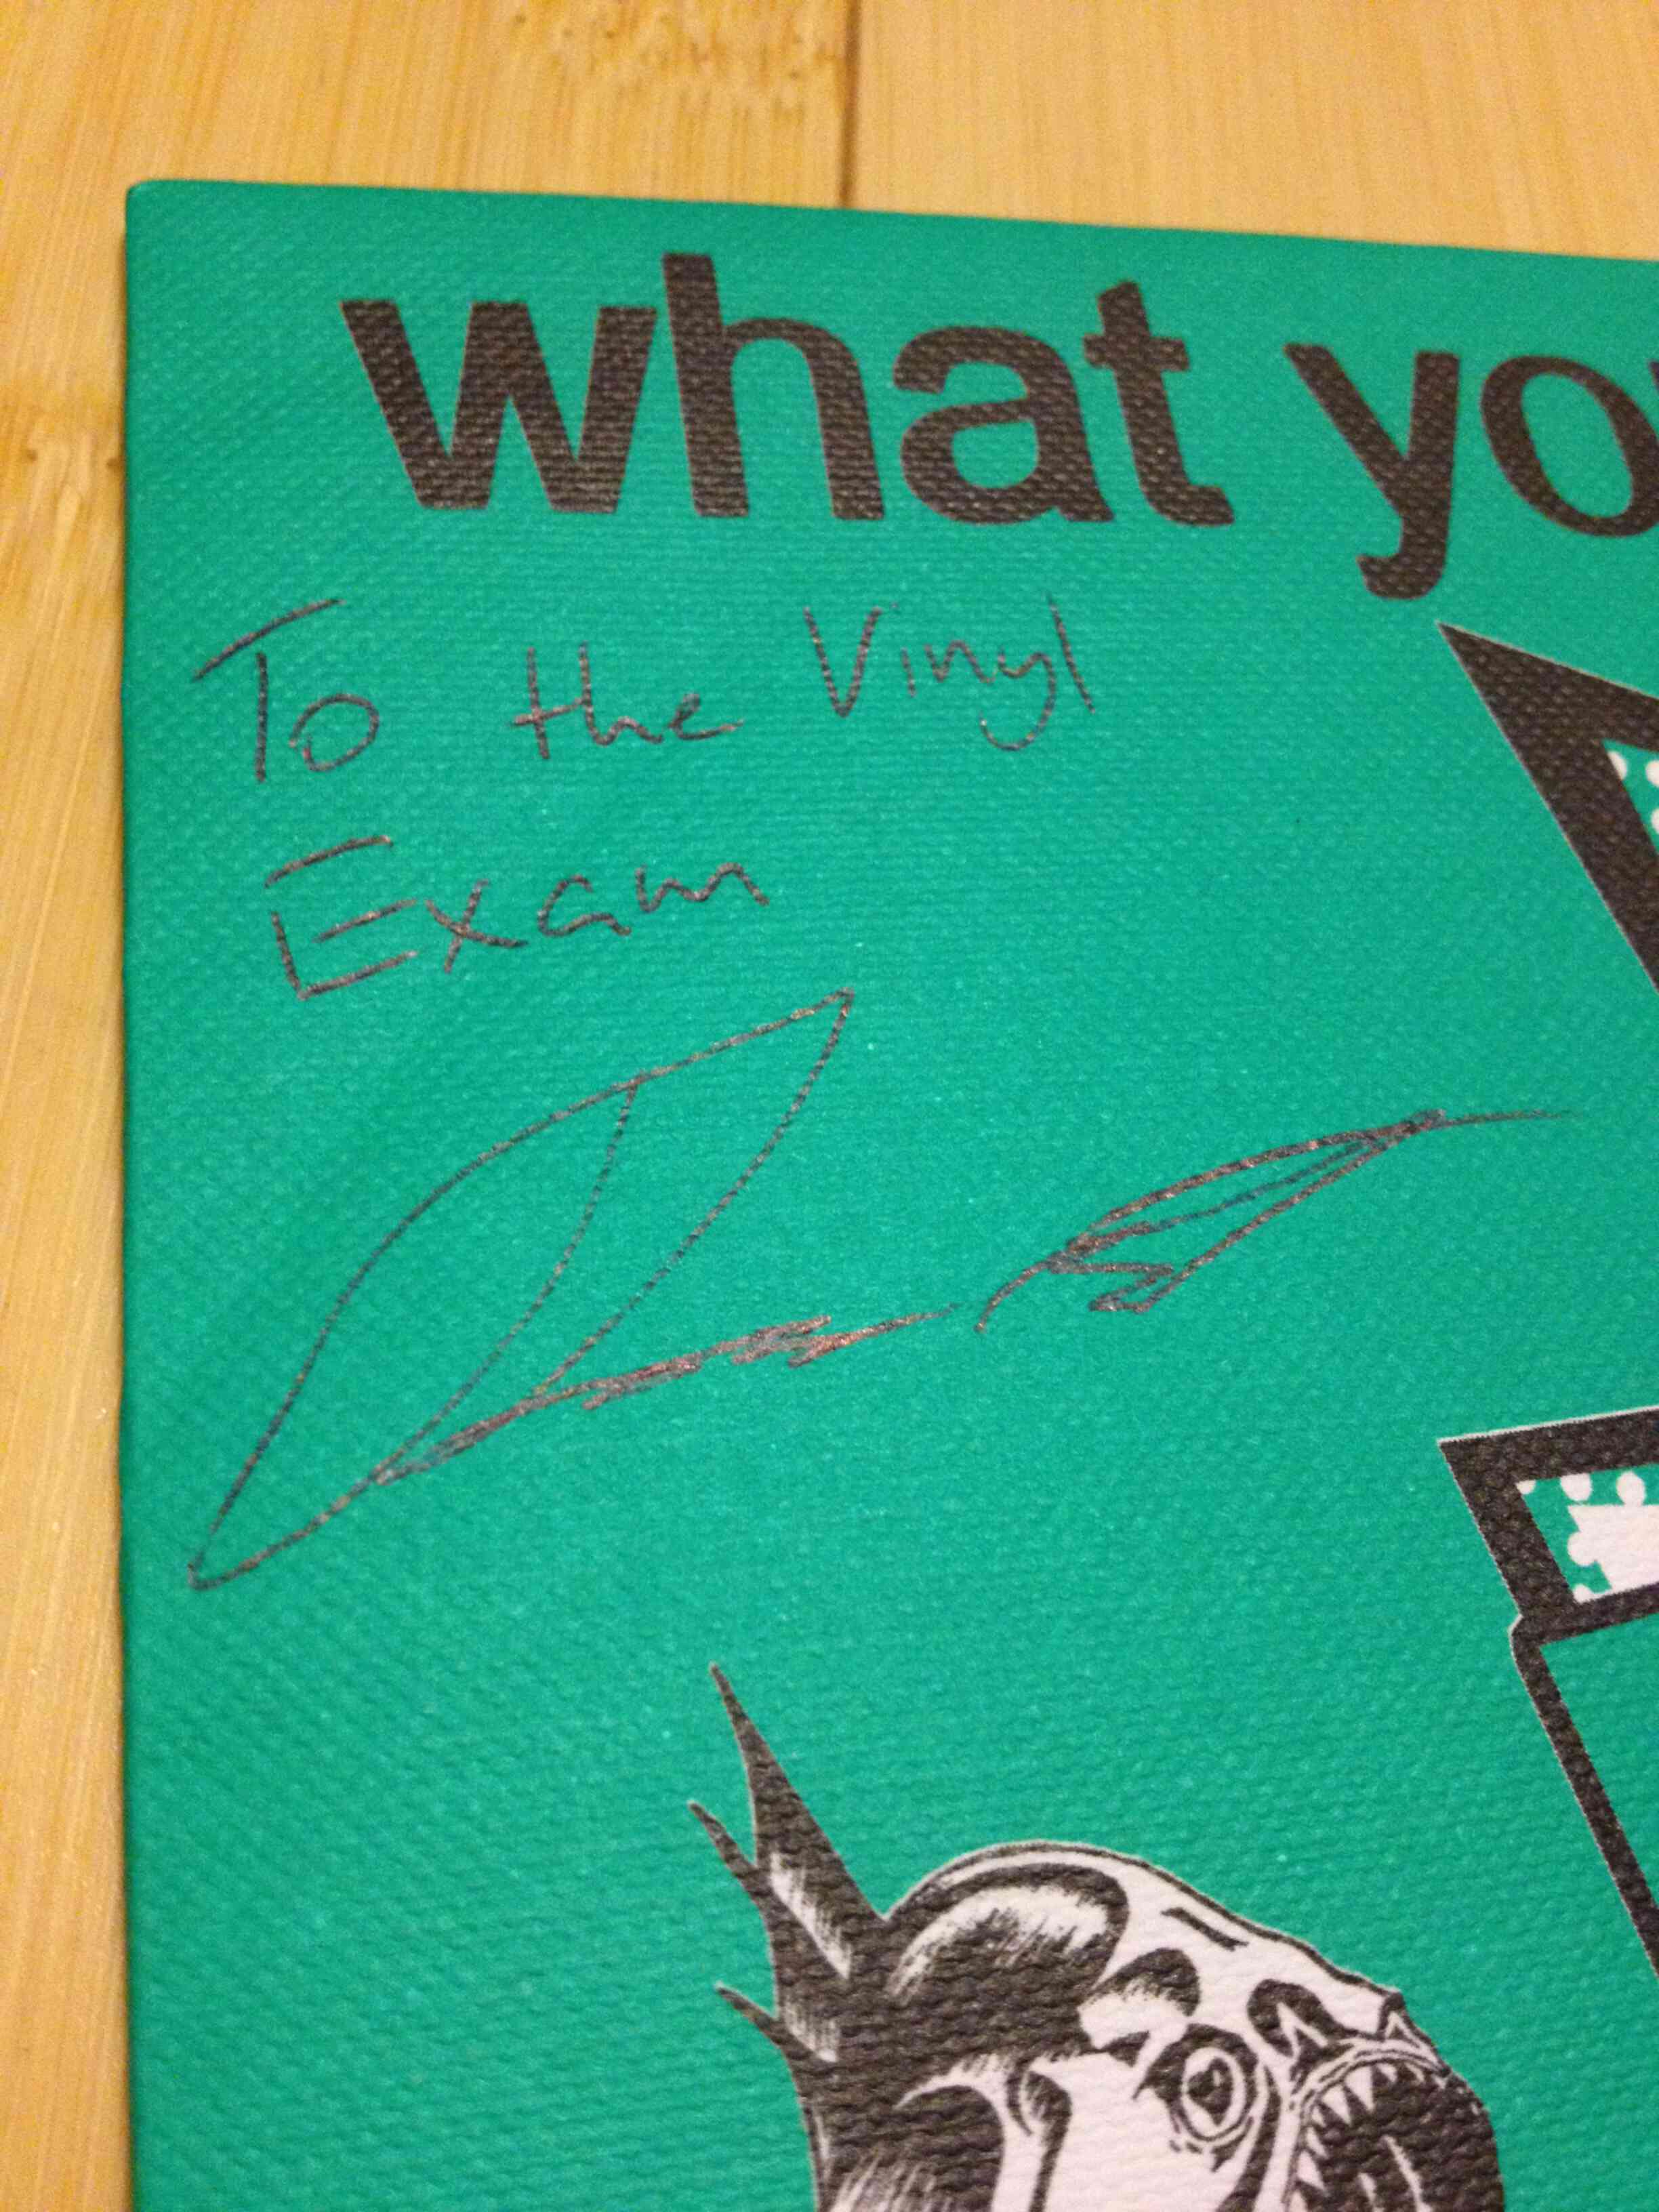 what yo
To the Vinyl
Exam